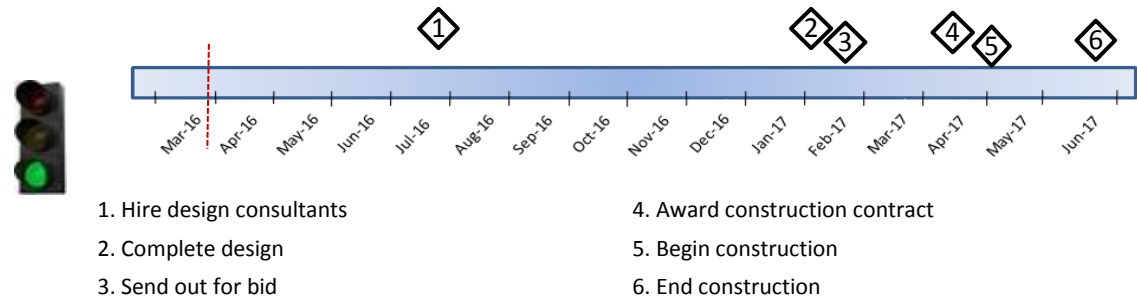 1 2 3 4 5 6
Mar-16 Apr-16 May-16 Jun-16 Jul-16 Aug-16 Sep-16 Oct-16 Nov-16 Dec-16 Jan-17 Feb-17 Mar-17 Apr-17 May-17 Jun-17
1. Hire design consultants
2. Complete design
3. Send out for bid
4. Award construction contract
5. Begin construction
6. End construction